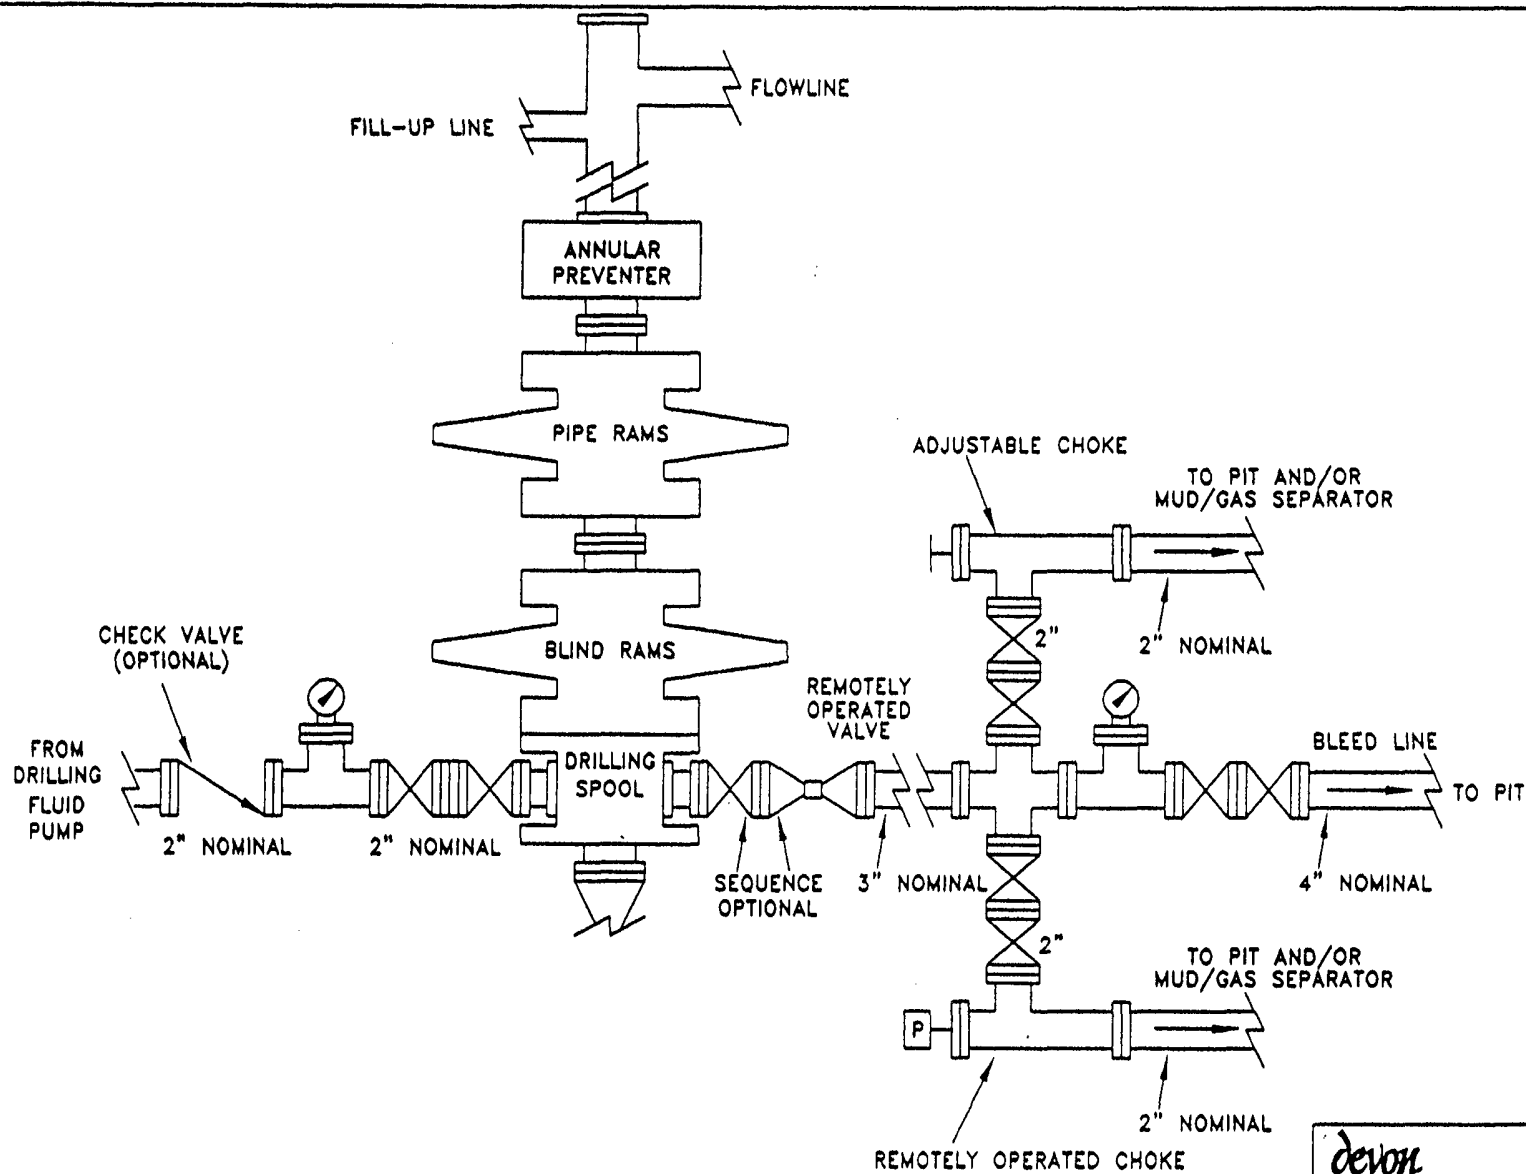 FLOWLINE
FILL-UP LINE
ANNULAR
PREVENTER
PIPE RAMS
ADJUSTABLE CHOKE
TO PIT AND/OR
MUD/GAS SEPARATOR
2"
2" NOMINAL
BLIND RAMS
CHECK VALVE
(OPTIONAL)
REMOTELY
OPERATED
VALVE
FROM
DRILLING
FLUID
PUMP
DRILLING
SPOOL
BLEED LINE
TO PIT
2" NOMINAL
2" NOMINAL
SEQUENCE
OPTIONAL
3" NOMINAL
4" NOMINAL
2"
TO PIT AND/OR
MUD/GAS SEPARATOR
P
2" NOMINAL
REMOTELY OPERATED CHOKE
devon